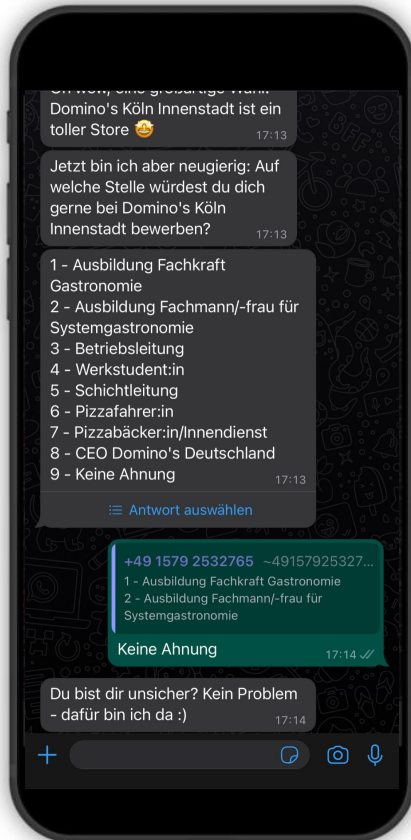 Domino's Köln Innenstadt ist ein
toller Store 🤩
17:13
Jetzt bin ich aber neugierig: Auf
welche Stelle würdest du dich
gerne bei Domino's Köln
Innenstadt bewerben?
17:13
1 - Ausbildung Fachkraft
Gastronomie
2 - Ausbildung Fachmann/-frau für
Systemgastronomie
3 - Betriebsleitung
4 - Werkstudent:in
5 - Schichtleitung
6 - Pizzafahrer:in
7 - Pizzabäcker:in/Innendienst
8 - CEO Domino's Deutschland
9 - Keine Ahnung
17:13
Antwort auswählen
+49 1579 2532765 ~49157925327...
1 - Ausbildung Fachkraft Gastronomie
2 - Ausbildung Fachmann/-frau für
Systemgastronomie
Keine Ahnung
17:14
Du bist dir unsicher? Kein Problem
- dafür bin ich da :)
17:14